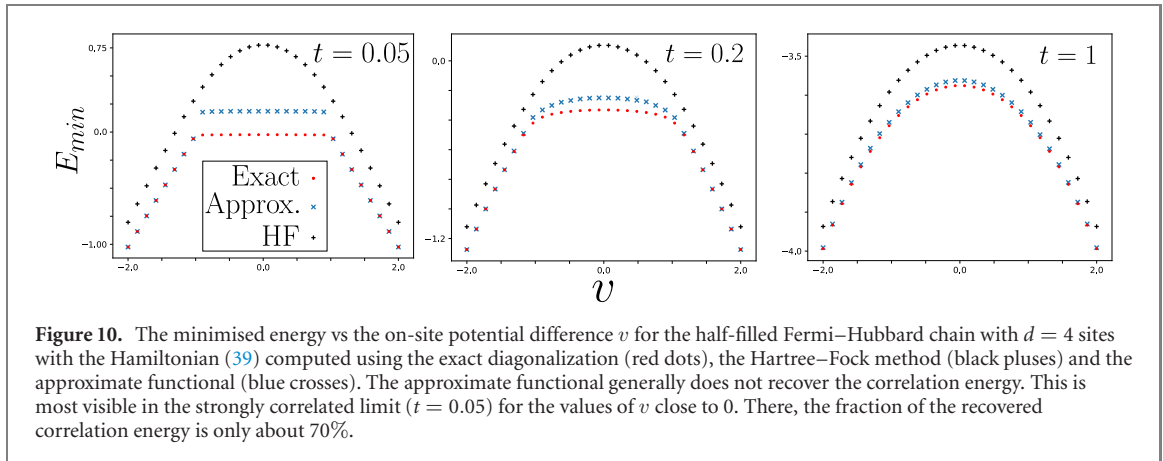 0,75
0.0
−1.00
E_min
t = 0.05
Exact
Approx.
HF
−2.0 0,0 2.0
0,0
−1.2
t = 0.2
−2.0 0,0 2.0
v
−3.5
−4.0
t = 1
−2.0 0,0 2.0
Figure 10. The minimised energy vs the on-site potential difference v for the half-filled Fermi–Hubbard chain with d = 4 sites
with the Hamiltonian (39) computed using the exact diagonalization (red dots), the Hartree–Fock method (black pluses) and the
approximate functional (blue crosses). The approximate functional generally does not recover the correlation energy. This is
most visible in the strongly correlated limit (t = 0.05) for the values of v close to 0. There, the fraction of the recovered
correlation energy is only about 70%.